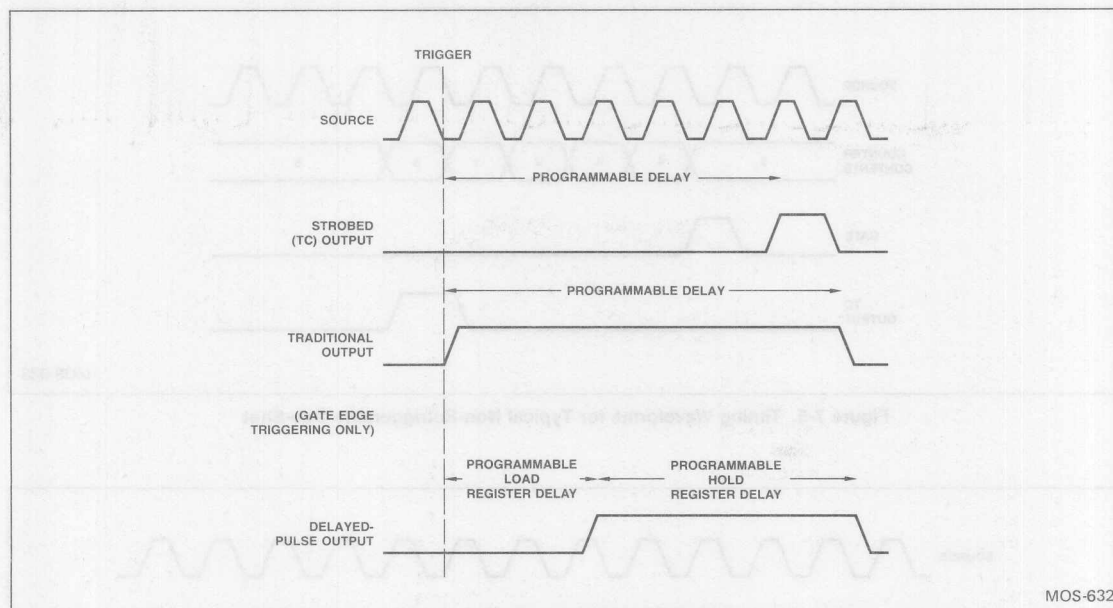 TRIGGER
SOURCE
PROGRAMMABLE DELAY
STROBED
(TC) OUTPUT
PROGRAMMABLE DELAY
TRADITIONAL
OUTPUT
(GATE EDGE
TRIGGERING ONLY)
PROGRAMMABLE
LOAD
REGISTER DELAY
PROGRAMMABLE
HOLD
REGISTER DELAY
DELAYED-
PULSE OUTPUT
MOS-632